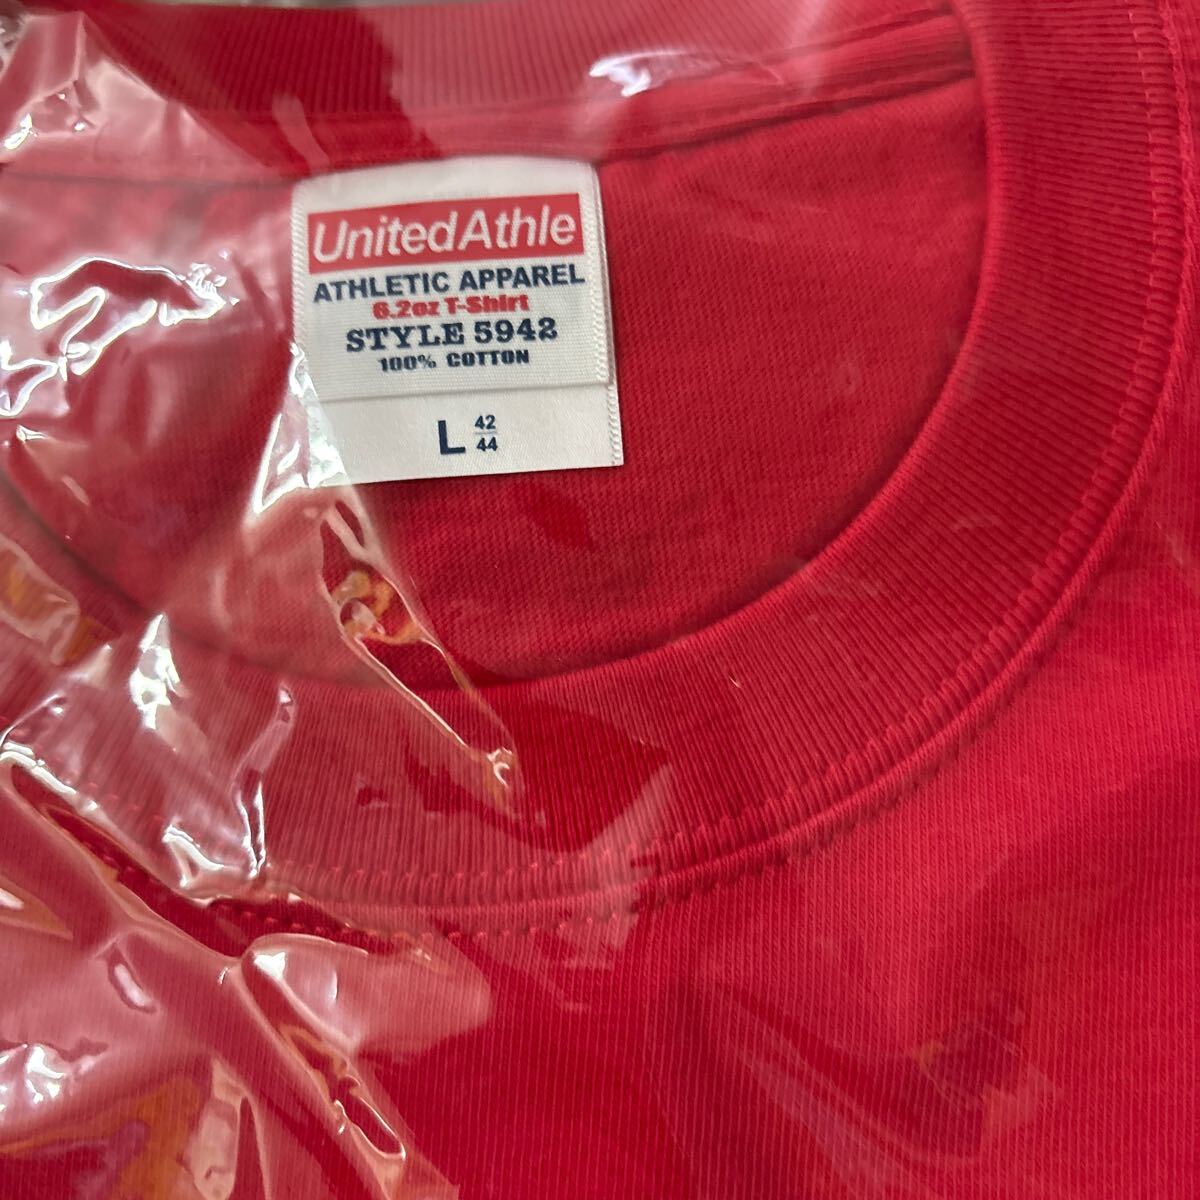 UnitedAthle
ATHLETIC APPAREL
6.2oz T-Shirt
STYLE 5942
100% COTTON
L 42/44